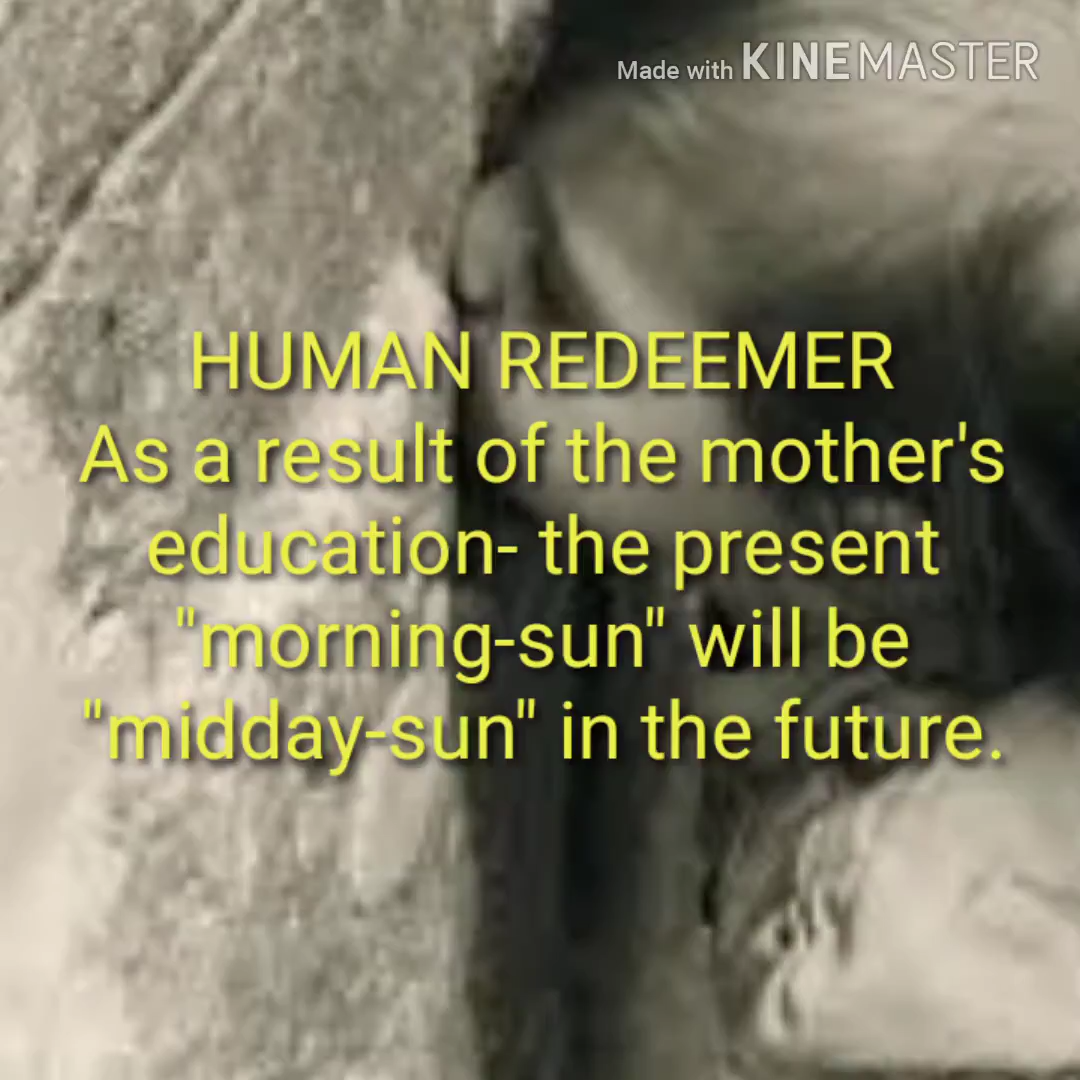 Made with KINEMASTER
HUMAN REDEEMER
As a result of the mother's
education- the present
"morning-sun" will be
"midday-sun" in the future.